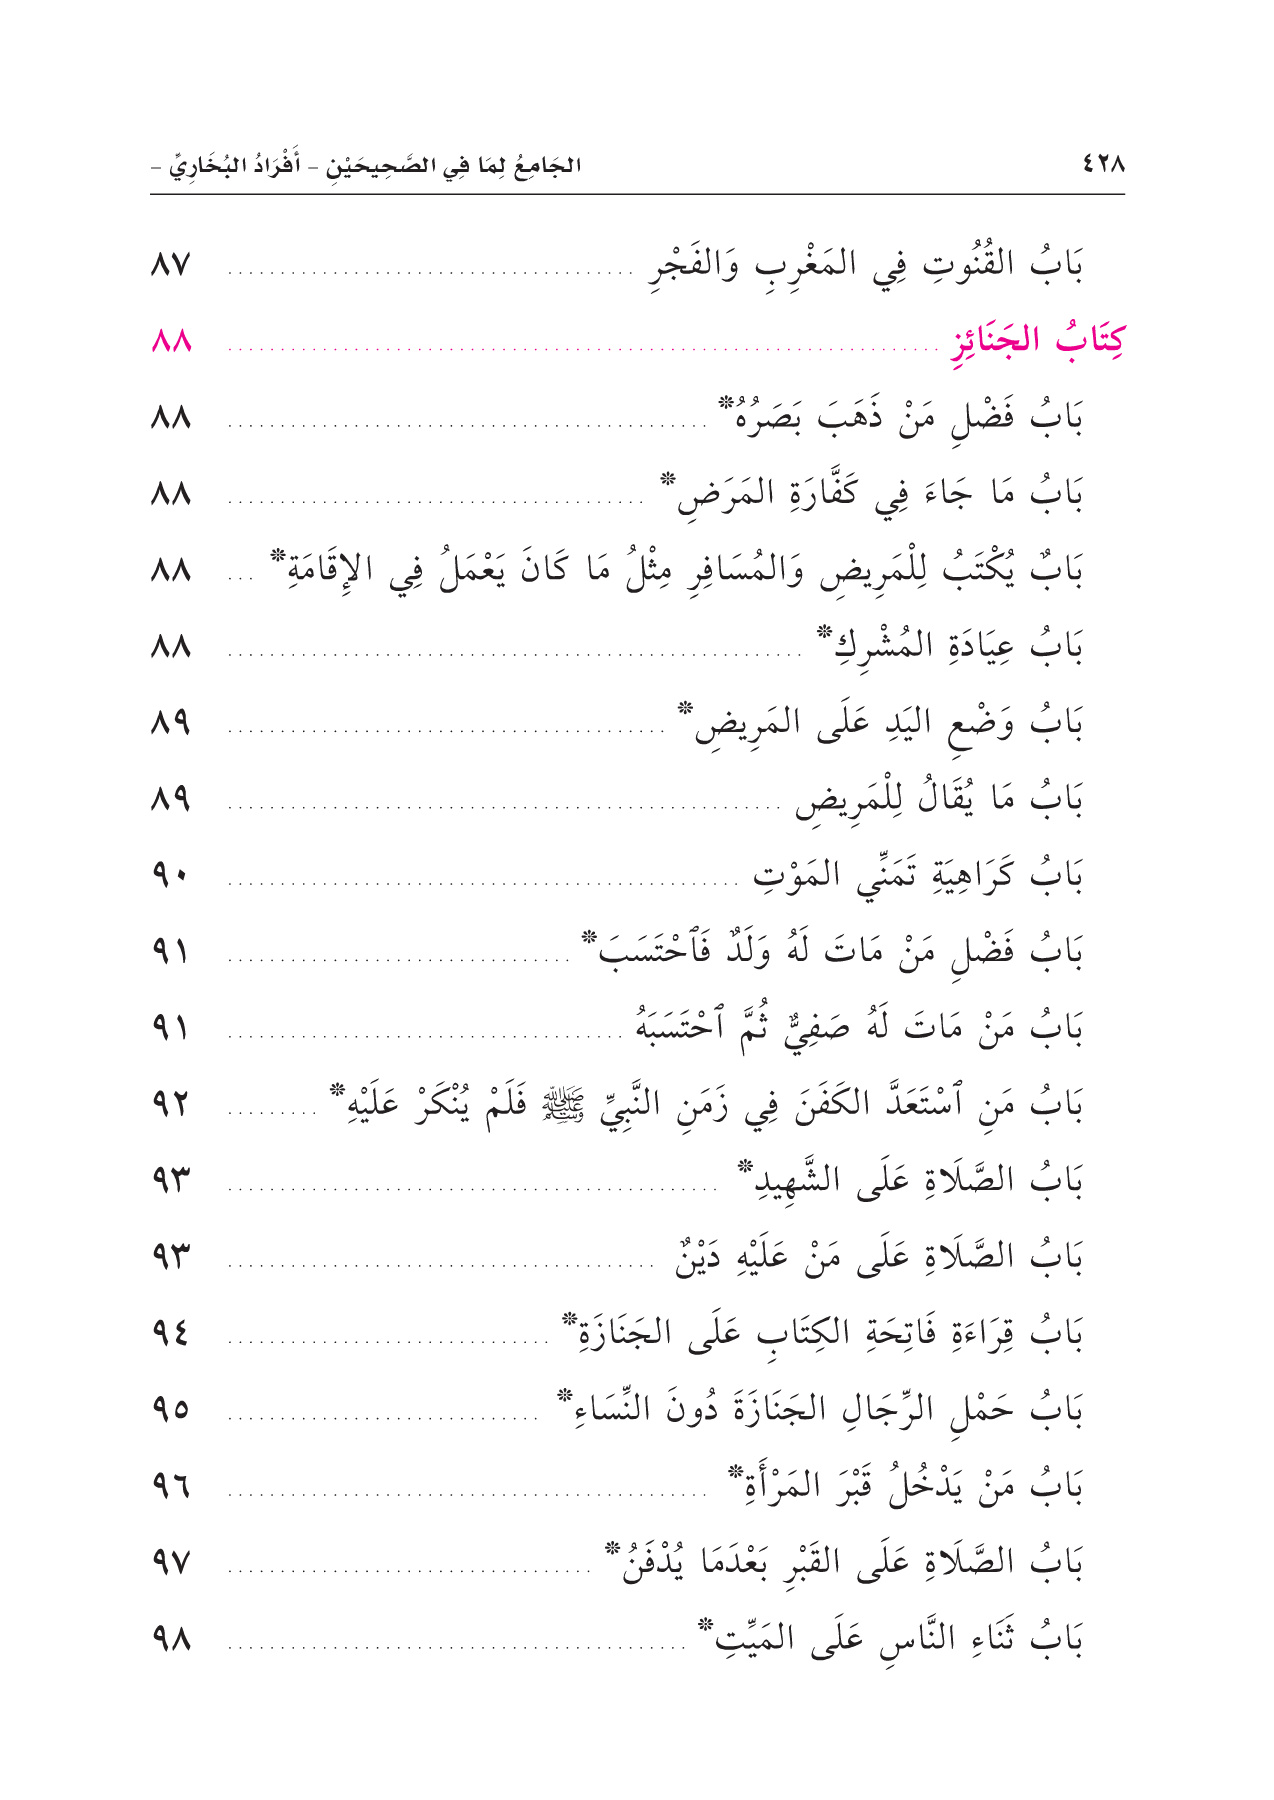 ٤٢٨ الجَامِعُ لِمَا فِي الصَّحِيحَيْنِ - أَفْرَادُ البُخَارِيِّ -
بَابُ القُنُوتِ فِي المَغْرِبِ وَالفَجْرِ ٨٧
كِتَابُ الجَنَائِزِ ٨٨
بَابُ فَضْلِ مَنْ ذَهَبَ بَصَرُهُ* ٨٨
بَابُ مَا جَاءَ فِي كَفَّارَةِ المَرَضِ* ٨٨
بَابٌ يُكْتَبُ لِلْمَرِيضِ وَالمُسَافِرِ مِثْلُ مَا كَانَ يَعْمَلُ فِي الإِقَامَةِ* ٨٨
بَابُ عِيَادَةِ المُشْرِكِ* ٨٨
بَابُ وَضْعِ اليَدِ عَلَى المَرِيضِ* ٨٩
بَابُ مَا يُقَالُ لِلْمَرِيضِ ٨٩
بَابُ كَرَاهِيَةِ تَمَنِّي المَوْتِ ٩٠
بَابُ فَضْلِ مَنْ مَاتَ لَهُ وَلَدٌ فَٱحْتَسَبَ* ٩١
بَابُ مَنْ مَاتَ لَهُ صَفِيٌّ ثُمَّ ٱحْتَسَبَهُ ٩١
بَابُ مَنِ ٱسْتَعَدَّ الكَفَنَ فِي زَمَنِ النَّبِيِّ ﷺ فَلَمْ يُنْكَرْ عَلَيْهِ* ٩٢
بَابُ الصَّلَاةِ عَلَى الشَّهِيدِ* ٩٣
بَابُ الصَّلَاةِ عَلَى مَنْ عَلَيْهِ دَيْنٌ ٩٣
بَابُ قِرَاءَةِ فَاتِحَةِ الكِتَابِ عَلَى الجَنَازَةِ* ٩٤
بَابُ حَمْلِ الرِّجَالِ الجَنَازَةَ دُونَ النِّسَاءِ* ٩٥
بَابُ مَنْ يَدْخُلُ قَبْرَ المَرْأَةِ* ٩٦
بَابُ الصَّلَاةِ عَلَى القَبْرِ بَعْدَمَا يُدْفَنُ* ٩٧
بَابُ ثَنَاءِ النَّاسِ عَلَى المَيِّتِ* ٩٨